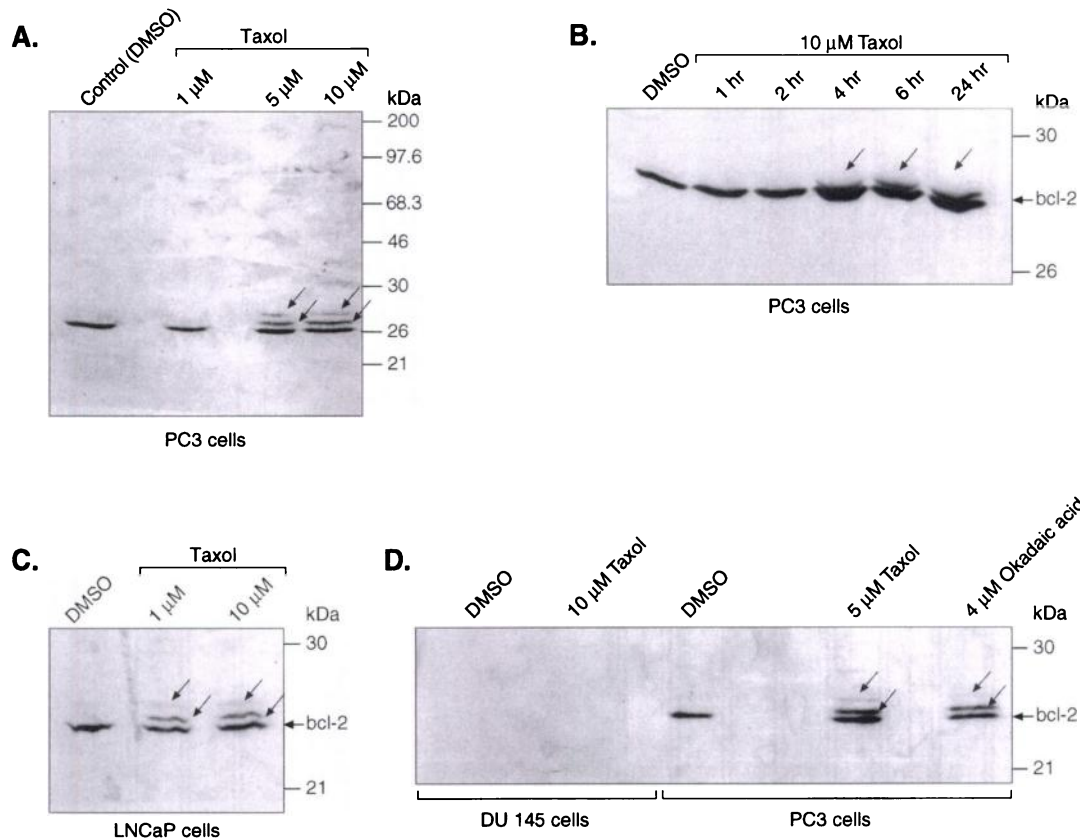 A.
Control (DMSO)
Taxol
1 µM
5 µM
10 µM
kDa
200
97.6
68.3
46
30
26
21
PC3 cells
B.
DMSO
10 µM Taxol
1 hr
2 hr
4 hr
6 hr
24 hr
kDa
30
bcl-2
26
PC3 cells
C.
DMSO
Taxol
1 µM
10 µM
kDa
30
bcl-2
21
LNCaP cells
D.
DMSO
10 µM Taxol
DMSO
5 µM Taxol
4 µM Okadaic acid
kDa
30
bcl-2
21
DU 145 cells
PC3 cells